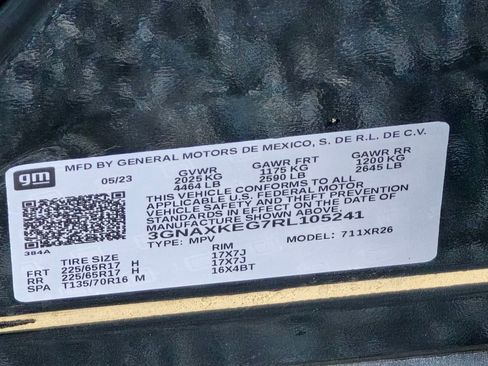 gm
MFD BY GENERAL MOTORS DE MEXICO, S. DE R.L. DE C.V.
05/23
GVWR GAWR FRT GAWR RR
2025 KG 1175 KG 1200 KG
4464 LB 2590 LB 2645 LB
THIS VEHICLE CONFORMS TO ALL
APPLICABLE U.S. FEDERAL MOTOR
VEHICLE SAFETY AND THEFT PREVENTION
STANDARDS IN EFFECT ON THE DATE OF
MANUFACTURE SHOWN ABOVE.
3GNAXKEG7RL105241
384A
TYPE: MPV MODEL: 711XR26
TIRE SIZE RIM
FRT 225/65R17 H 17X7J
RR 225/65R17 H 17X7J
SPA T135/70R16 M 16X4BT